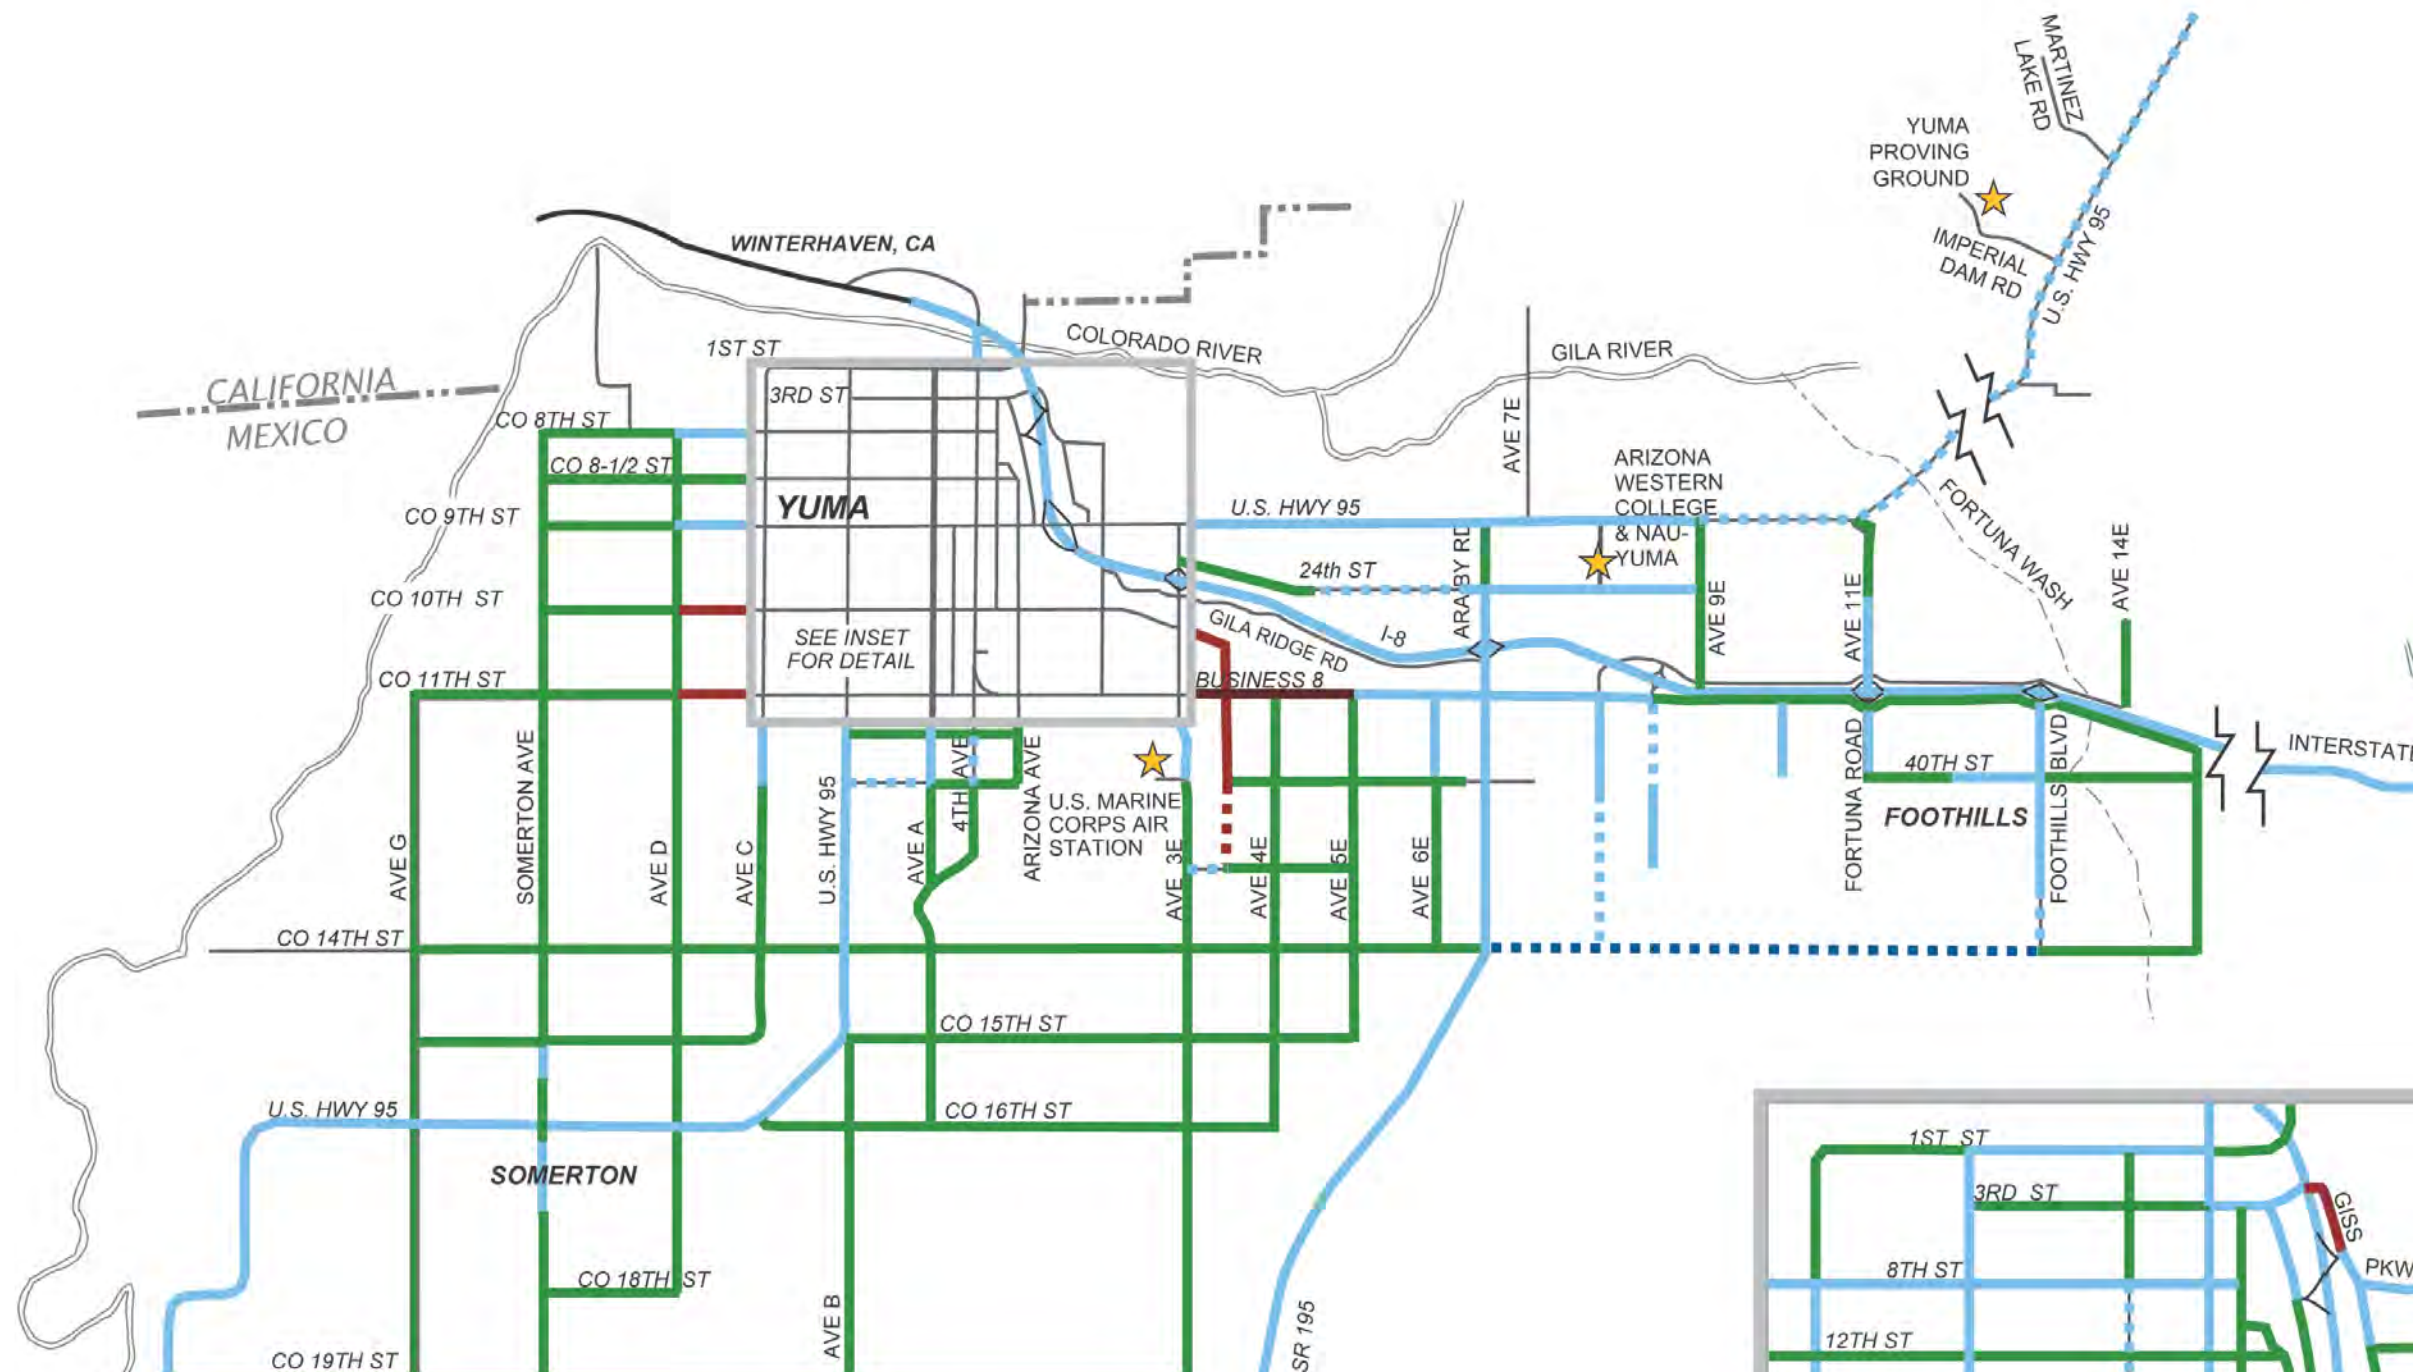 MARTINEZ
LAKE RD
YUMA
PROVING
GROUND
IMPERIAL
DAM RD
U.S. HWY 95
WINTERHAVEN, CA
COLORADO RIVER
GILA RIVER
1ST ST
3RD ST
CALIFORNIA
MEXICO
CO 8TH ST
CO 8-1/2 ST
CO 9TH ST
YUMA
U.S. HWY 95
AVE 7E
ARIZONA
WESTERN
COLLEGE
& NAU-
YUMA
FORTUNA WASH
AVE 14E
24th ST
ARABY RD
AVE 9E
AVE 11E
CO 10TH ST
SEE INSET
FOR DETAIL
GILA RIDGE RD
I-8
CO 11TH ST
BUSINESS 8
AVE G
SOMERTON AVE
AVE D
AVE C
U.S. HWY 95
AVE A
4TH AVE
ARIZONA AVE
U.S. MARINE
CORPS AIR
STATION
AVE 3E
AVE 4E
AVE 5E
AVE 6E
FORTUNA ROAD
40TH ST
FOOTHILLS BLVD
FOOTHILLS
INTERSTATE
CO 14TH ST
CO 15TH ST
U.S. HWY 95
CO 16TH ST
SOMERTON
CO 18TH ST
AVE B
SR 195
CO 19TH ST
1ST ST
3RD ST
GISS
PKW
8TH ST
12TH ST